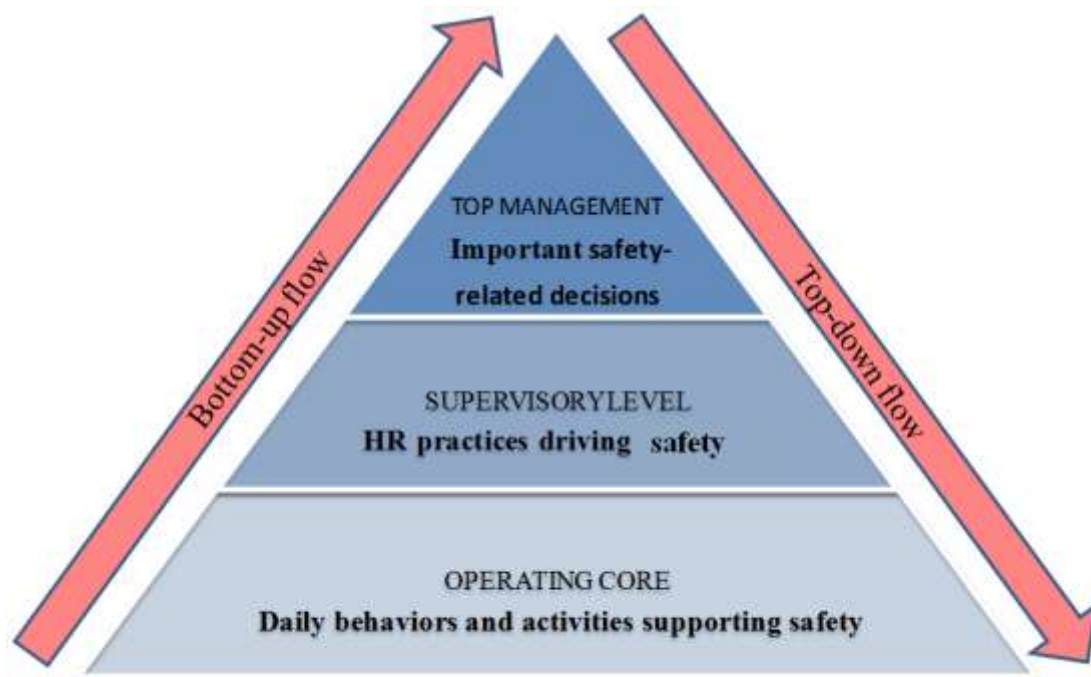 TOP MANAGEMENT
Important safety-
related decisions
Bottom-up flow
Top-down flow
SUPERVISORYLEVEL
HR practices driving safety
OPERATING CORE
Daily behaviors and activities supporting safety